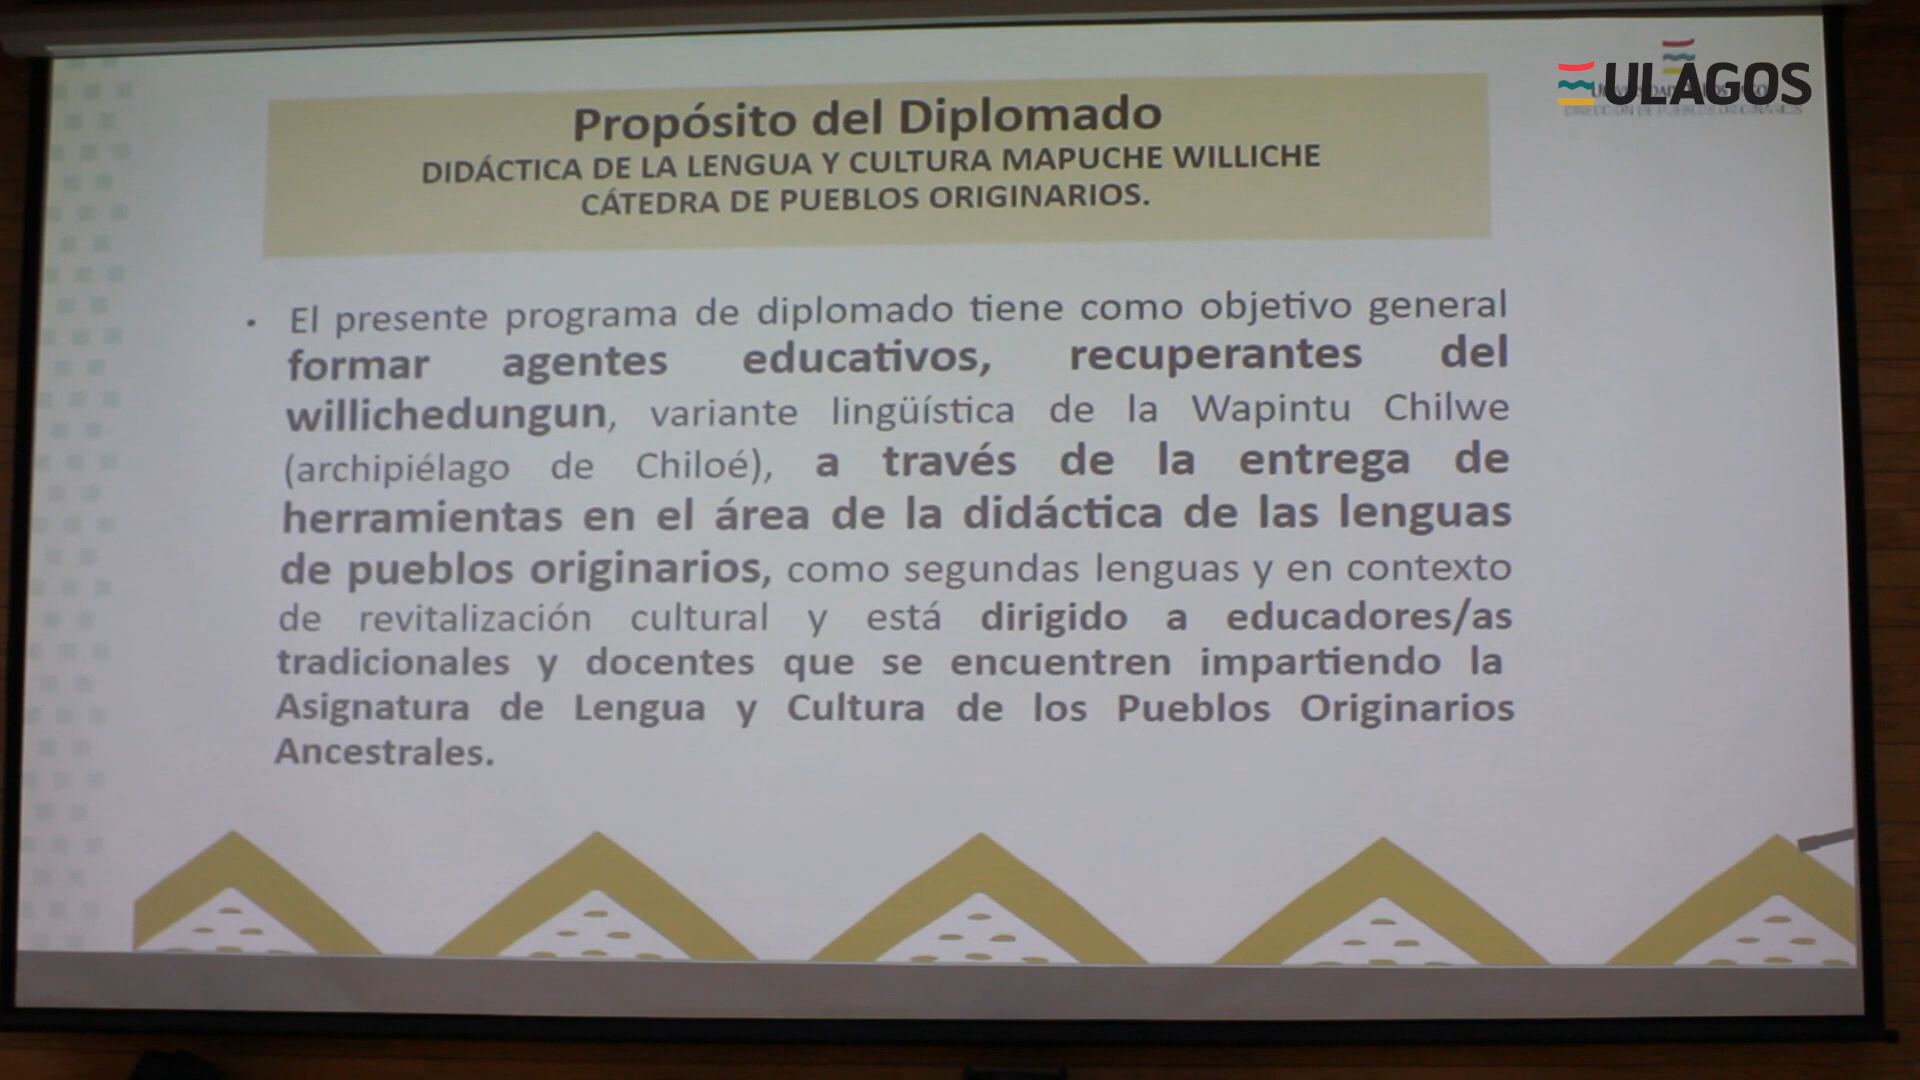 ULAGOS
DIRECCIÓN DE PUEBLOS ORIGINARIOS
Propósito del Diplomado
DIDÁCTICA DE LA LENGUA Y CULTURA MAPUCHE WILLICHE
CÁTEDRA DE PUEBLOS ORIGINARIOS.
• El presente programa de diplomado tiene como objetivo general
formar agentes educativos, recuperantes del
willichedungun, variante lingüística de la Wapintu Chilwe
(archipiélago de Chiloé), a través de la entrega de
herramientas en el área de la didáctica de las lenguas
de pueblos originarios, como segundas lenguas y en contexto
de revitalización cultural y está dirigido a educadores/as
tradicionales y docentes que se encuentren impartiendo la
Asignatura de Lengua y Cultura de los Pueblos Originarios
Ancestrales.